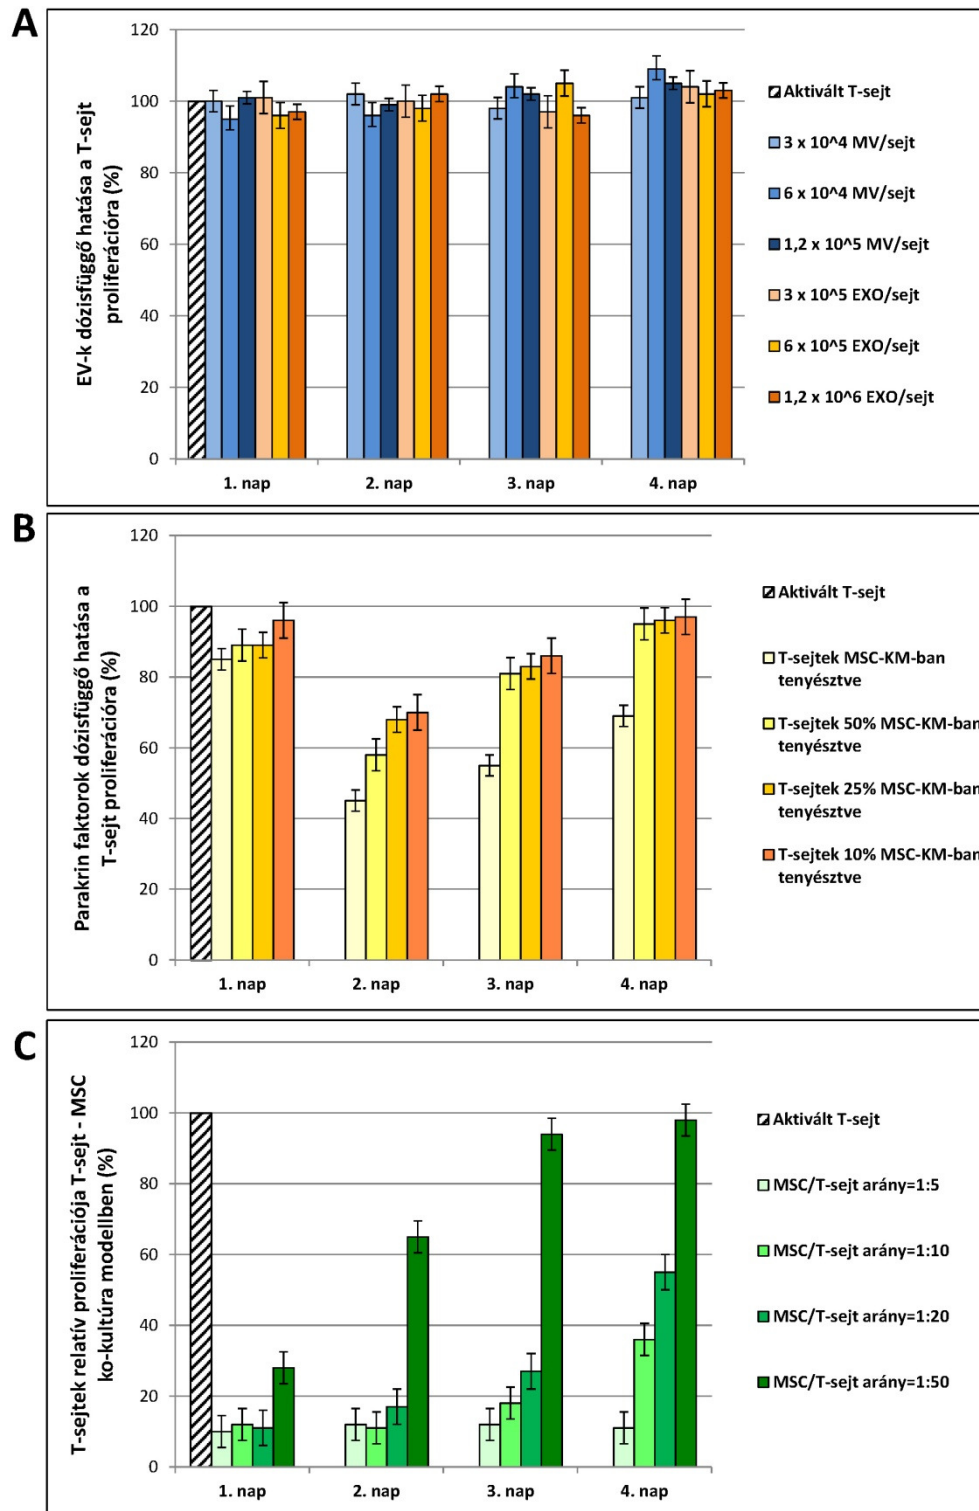 A
EV-k dózisfüggő hatása a T-sejt
proliferációra (%)
120
100
80
60
40
20
0
1. nap
2. nap
3. nap
4. nap
Aktivált T-sejt
3 x 10^4 MV/sejt
6 x 10^4 MV/sejt
1,2 x 10^5 MV/sejt
3 x 10^5 EXO/sejt
6 x 10^5 EXO/sejt
1,2 x 10^6 EXO/sejt
B
Parakrin faktorok dózisfüggő hatása a
T-sejt proliferációra (%)
120
100
80
60
40
20
0
1. nap
2. nap
3. nap
4. nap
Aktivált T-sejt
T-sejtek MSC-KM-ban
tenyésztve
T-sejtek 50% MSC-KM-ban
tenyésztve
T-sejtek 25% MSC-KM-ban
tenyésztve
T-sejtek 10% MSC-KM-ban
tenyésztve
C
T-sejtek relatív proliferációja T-sejt - MSC
ko-kultúra modellben (%)
120
100
80
60
40
20
0
1. nap
2. nap
3. nap
4. nap
Aktivált T-sejt
MSC/T-sejt arány=1:5
MSC/T-sejt arány=1:10
MSC/T-sejt arány=1:20
MSC/T-sejt arány=1:50